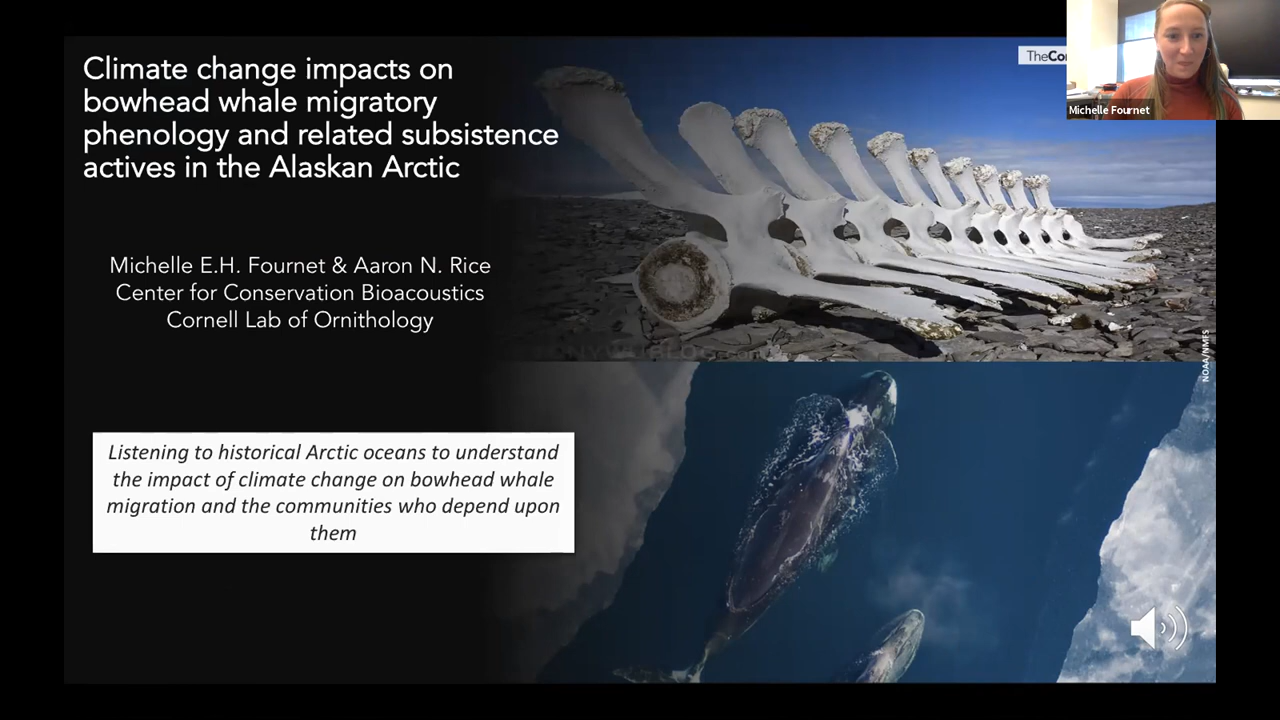 Climate change impacts on
bowhead whale migratory
phenology and related subsistence
actives in the Alaskan Arctic
Michelle E.H. Fournet & Aaron N. Rice
Center for Conservation Bioacoustics
Cornell Lab of Ornithology
Listening to historical Arctic oceans to understand
the impact of climate change on bowhead whale
migration and the communities who depend upon
them
Michelle Fournet
NOAA/NMFS